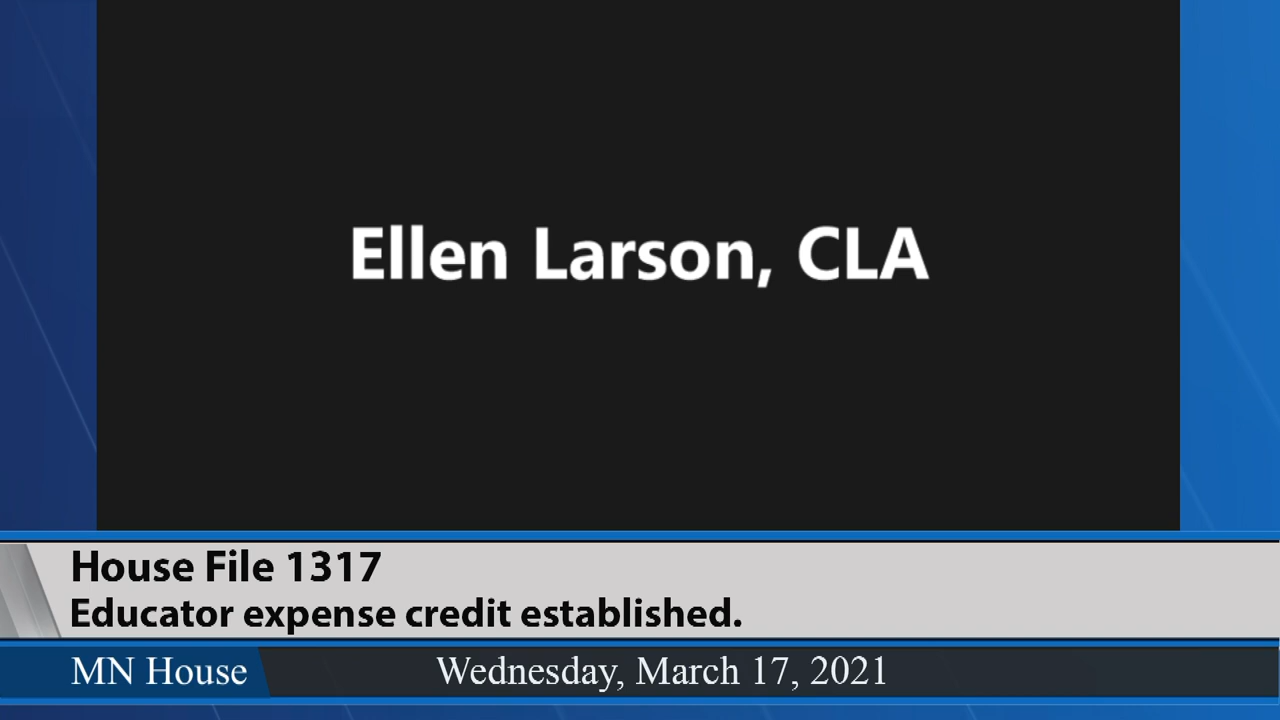 Ellen Larson, CLA
House File 1317
Educator expense credit established.
MN House
Wednesday, March 17, 2021